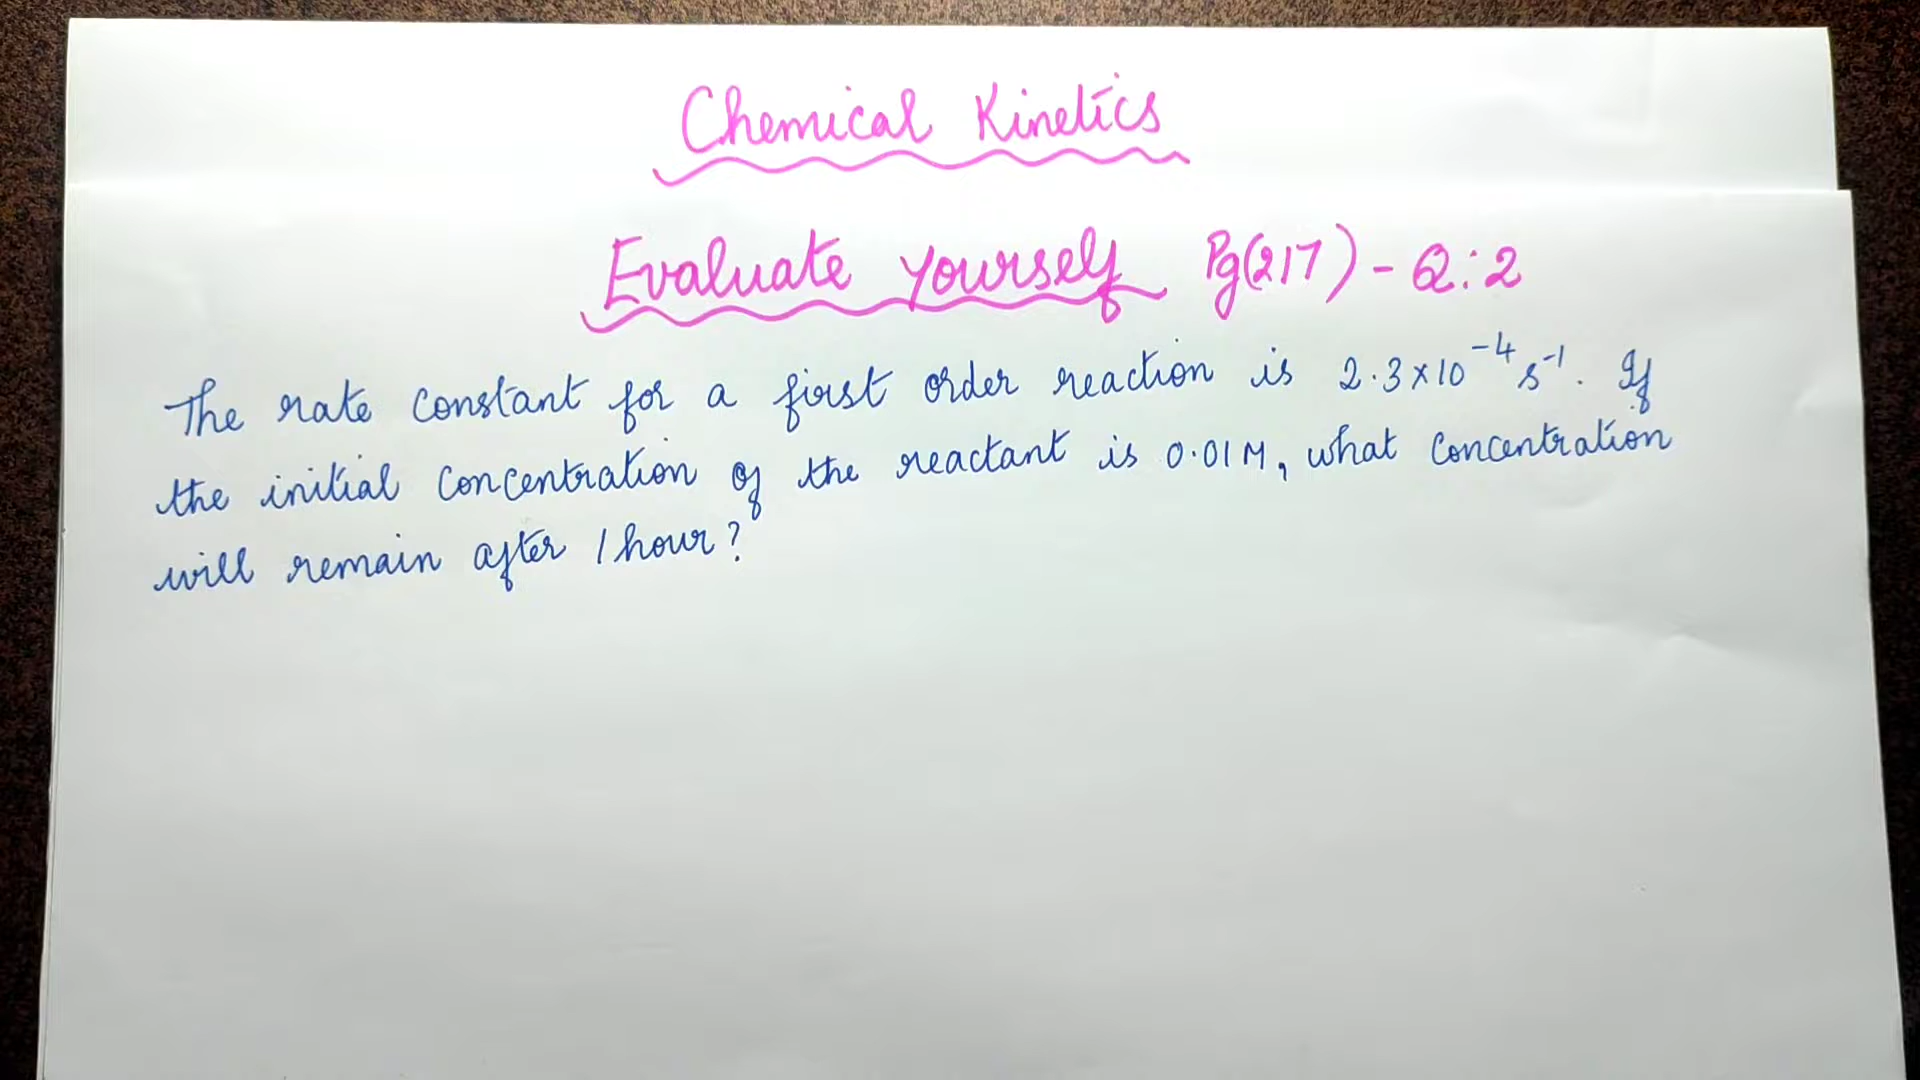 Chemical Kinetics
Evaluate yourself Pg(217) - Q:2
The rate constant for a first order reaction is 2.3×10⁻⁴ s⁻¹. If
the initial concentration of the reactant is 0.01M, what concentration
will remain after 1 hour?